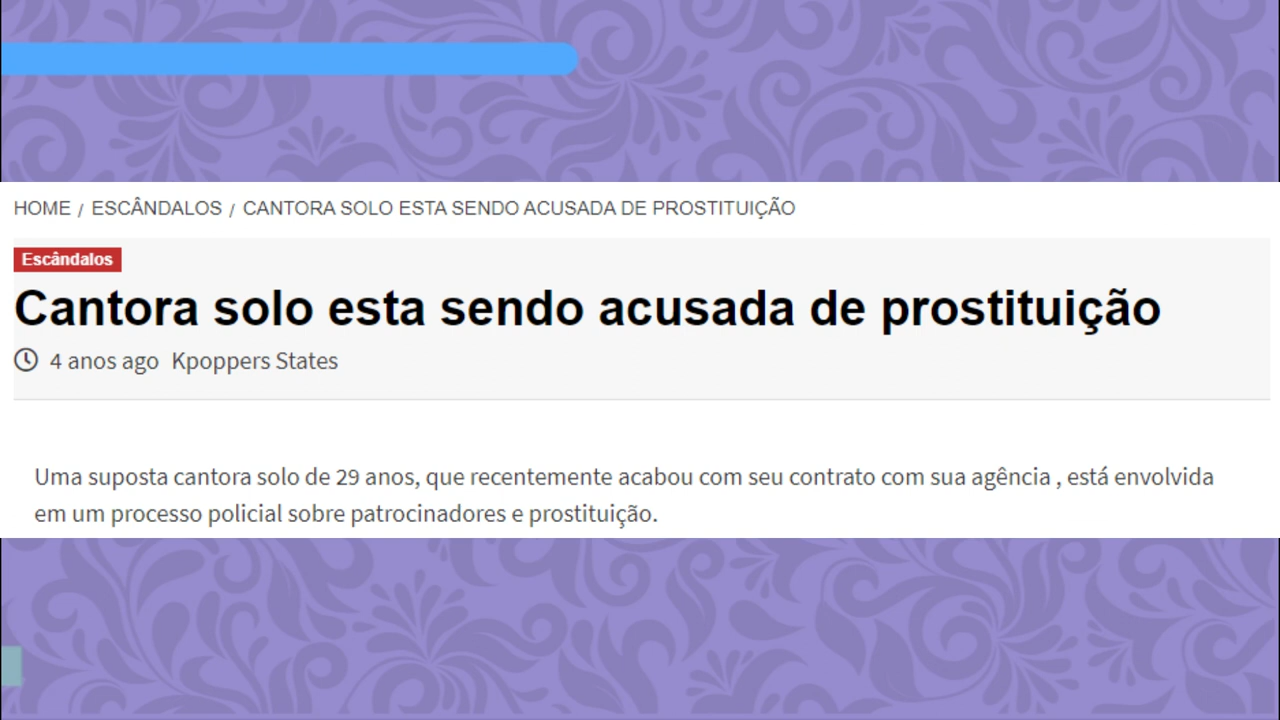 HOME / ESCÂNDALOS / CANTORA SOLO ESTA SENDO ACUSADA DE PROSTITUIÇÃO
Escândalos
Cantora solo esta sendo acusada de prostituição
4 anos ago Kpoppers States
Uma suposta cantora solo de 29 anos, que recentemente acabou com seu contrato com sua agência , está envolvida
em um processo policial sobre patrocinadores e prostituição.